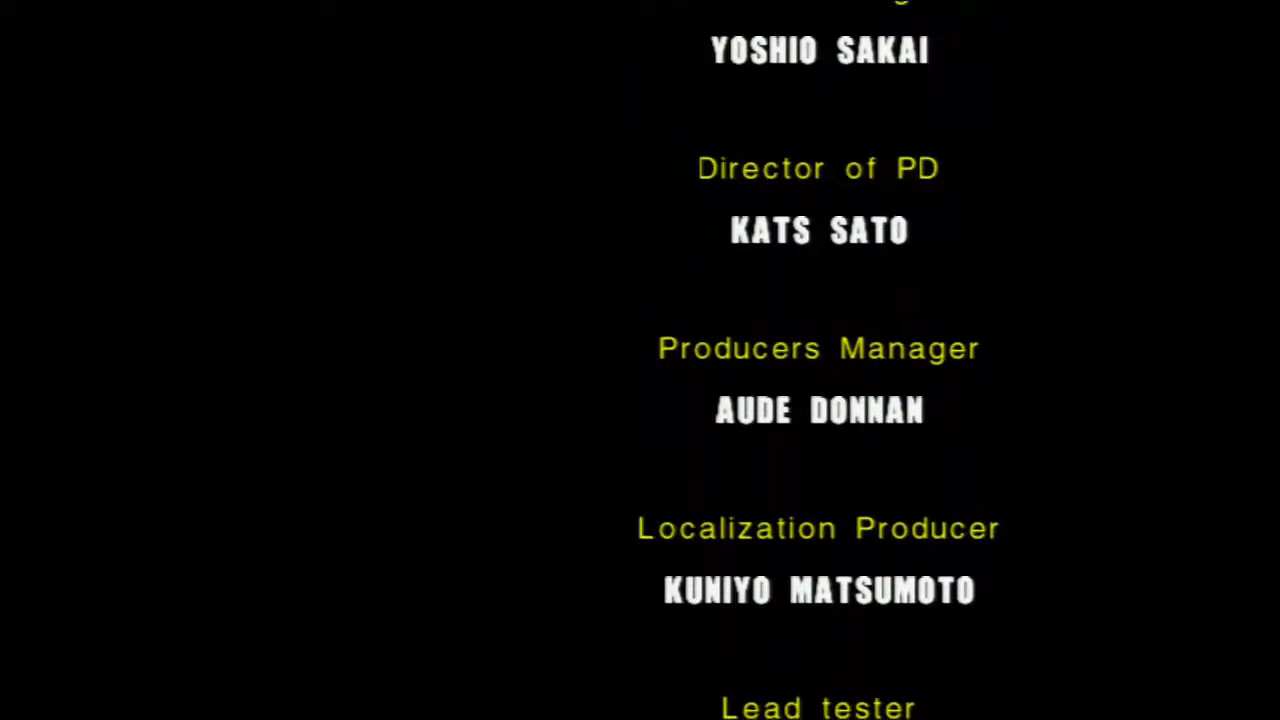 YOSHIO SAKAI
Director of PD
KATS SATO
Producers Manager
AUDE DONNAN
Localization Producer
KUNIYO MATSUMOTO
Lead tester